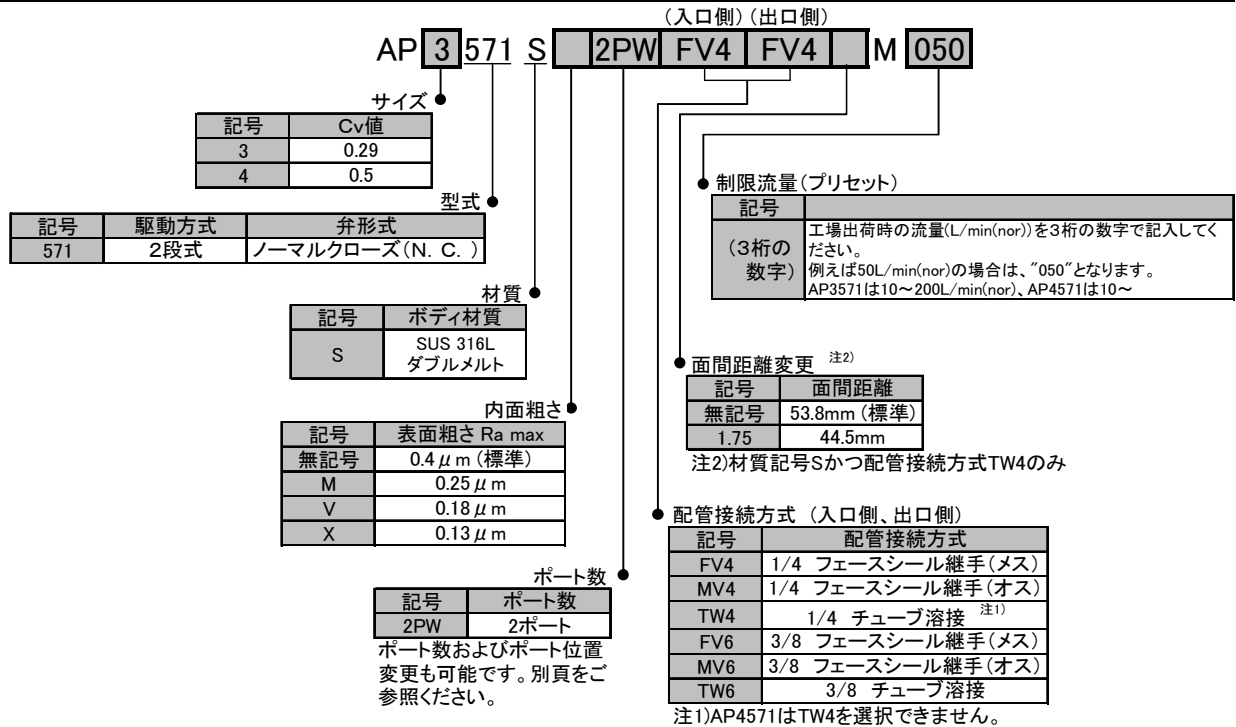 (入口側) (出口側)
AP 3 571 S 2PW FV4 FV4 M 050
サイズ
記号 Cv値
3 0.29
4 0.5
型式
記号 駆動方式 弁形式
571 2段式 ノーマルクローズ(N. C. )
材質
記号 ボディ材質
S SUS 316L
ダブルメルト
内面粗さ
記号 表面粗さ Ra max
無記号 0.4μm (標準)
M 0.25μm
V 0.18μm
X 0.13μm
ポート数
記号 ポート数
2PW 2ポート
ポート数およびポート位置
変更も可能です。別頁をご
参照ください。
制限流量(プリセット)
記号
(3桁の
数字)
工場出荷時の流量(L/min(nor))を3桁の数字で記入してく
ださい。
例えば50L/min(nor)の場合は、"050"となります。
AP3571は10~200L/min(nor)、AP4571は10~
面間距離変更 注2)
記号 面間距離
無記号 53.8mm (標準)
1.75 44.5mm
注2)材質記号Sかつ配管接続方式TW4のみ
配管接続方式 (入口側、出口側)
記号 配管接続方式
FV4 1/4 フェースシール継手(メス)
MV4 1/4 フェースシール継手(オス)
TW4 1/4 チューブ溶接 注1)
FV6 3/8 フェースシール継手(メス)
MV6 3/8 フェースシール継手(オス)
TW6 3/8 チューブ溶接
注1)AP4571はTW4を選択できません。